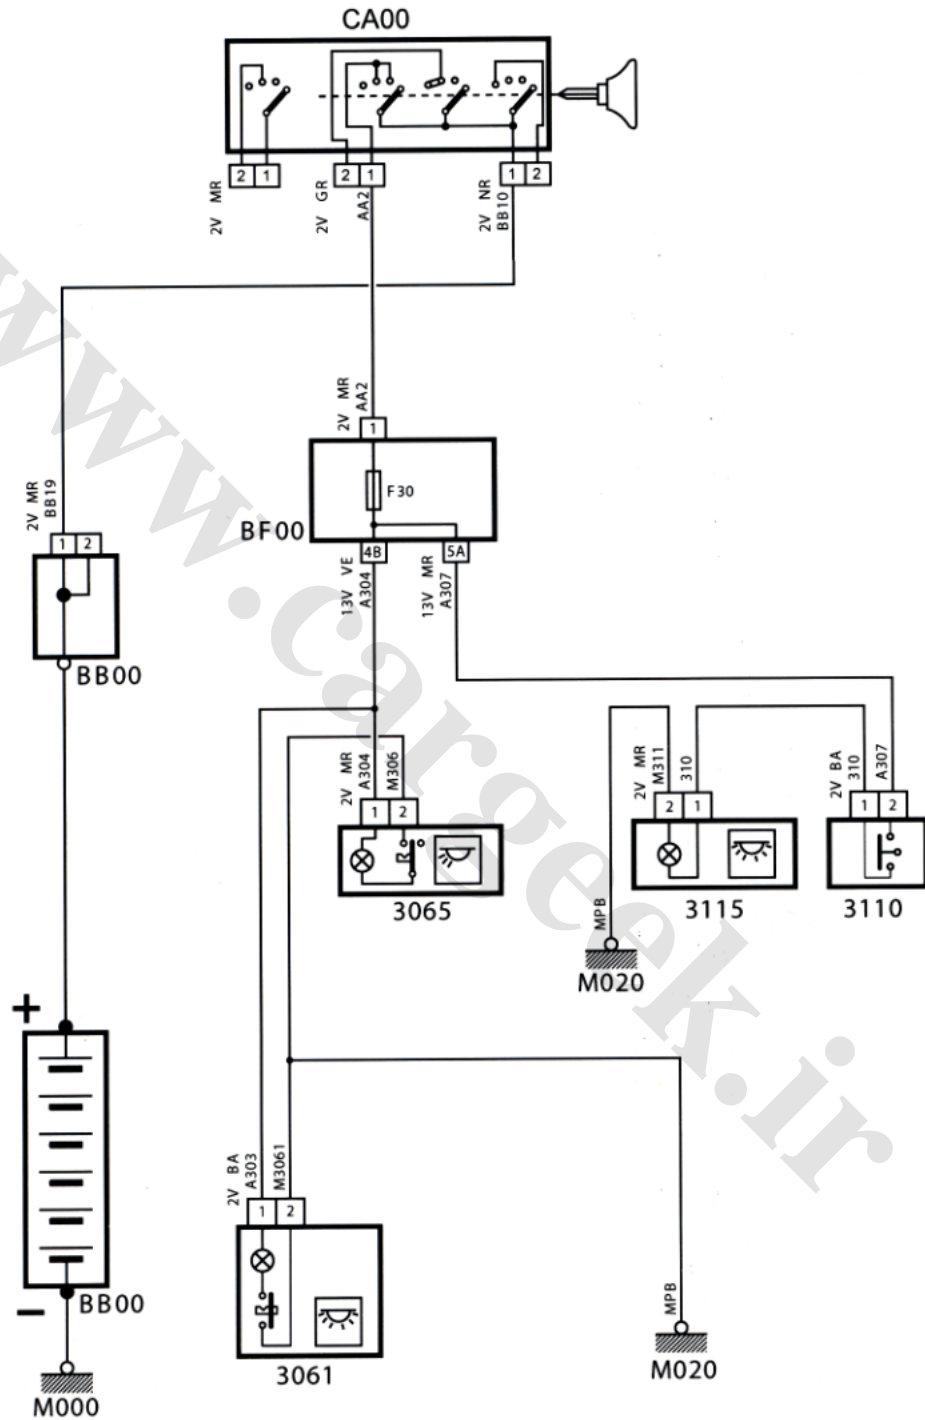 CA00
2 1
2 1
1 2
2V MR
2V GR
AA2
2V NR
BB10
2V MR
AA2
1
F30
BF00
4B
5A
13V VE
A304
13V MR
A307
2V MR
BB19
1 2
BB00
2V MR
A304
M306
1 2
3065
2V MR
M311
310
2 1
3115
2V BA
310
A307
1 2
3110
MPB
M020
+
2V BA
A303
M3061
1 2
3061
MPB
M020
−
BB00
M000
www.cargeek.ir